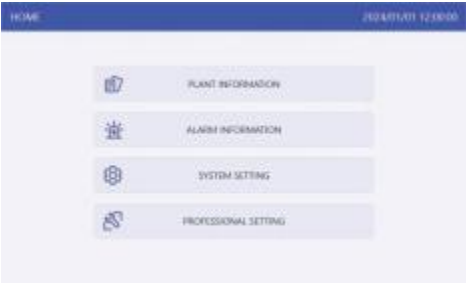 HOME
2024/01/01 12:00:00
PLANT INFORMATION
ALARM INFORMATION
SYSTEM SETTING
PROFESSIONAL SETTING